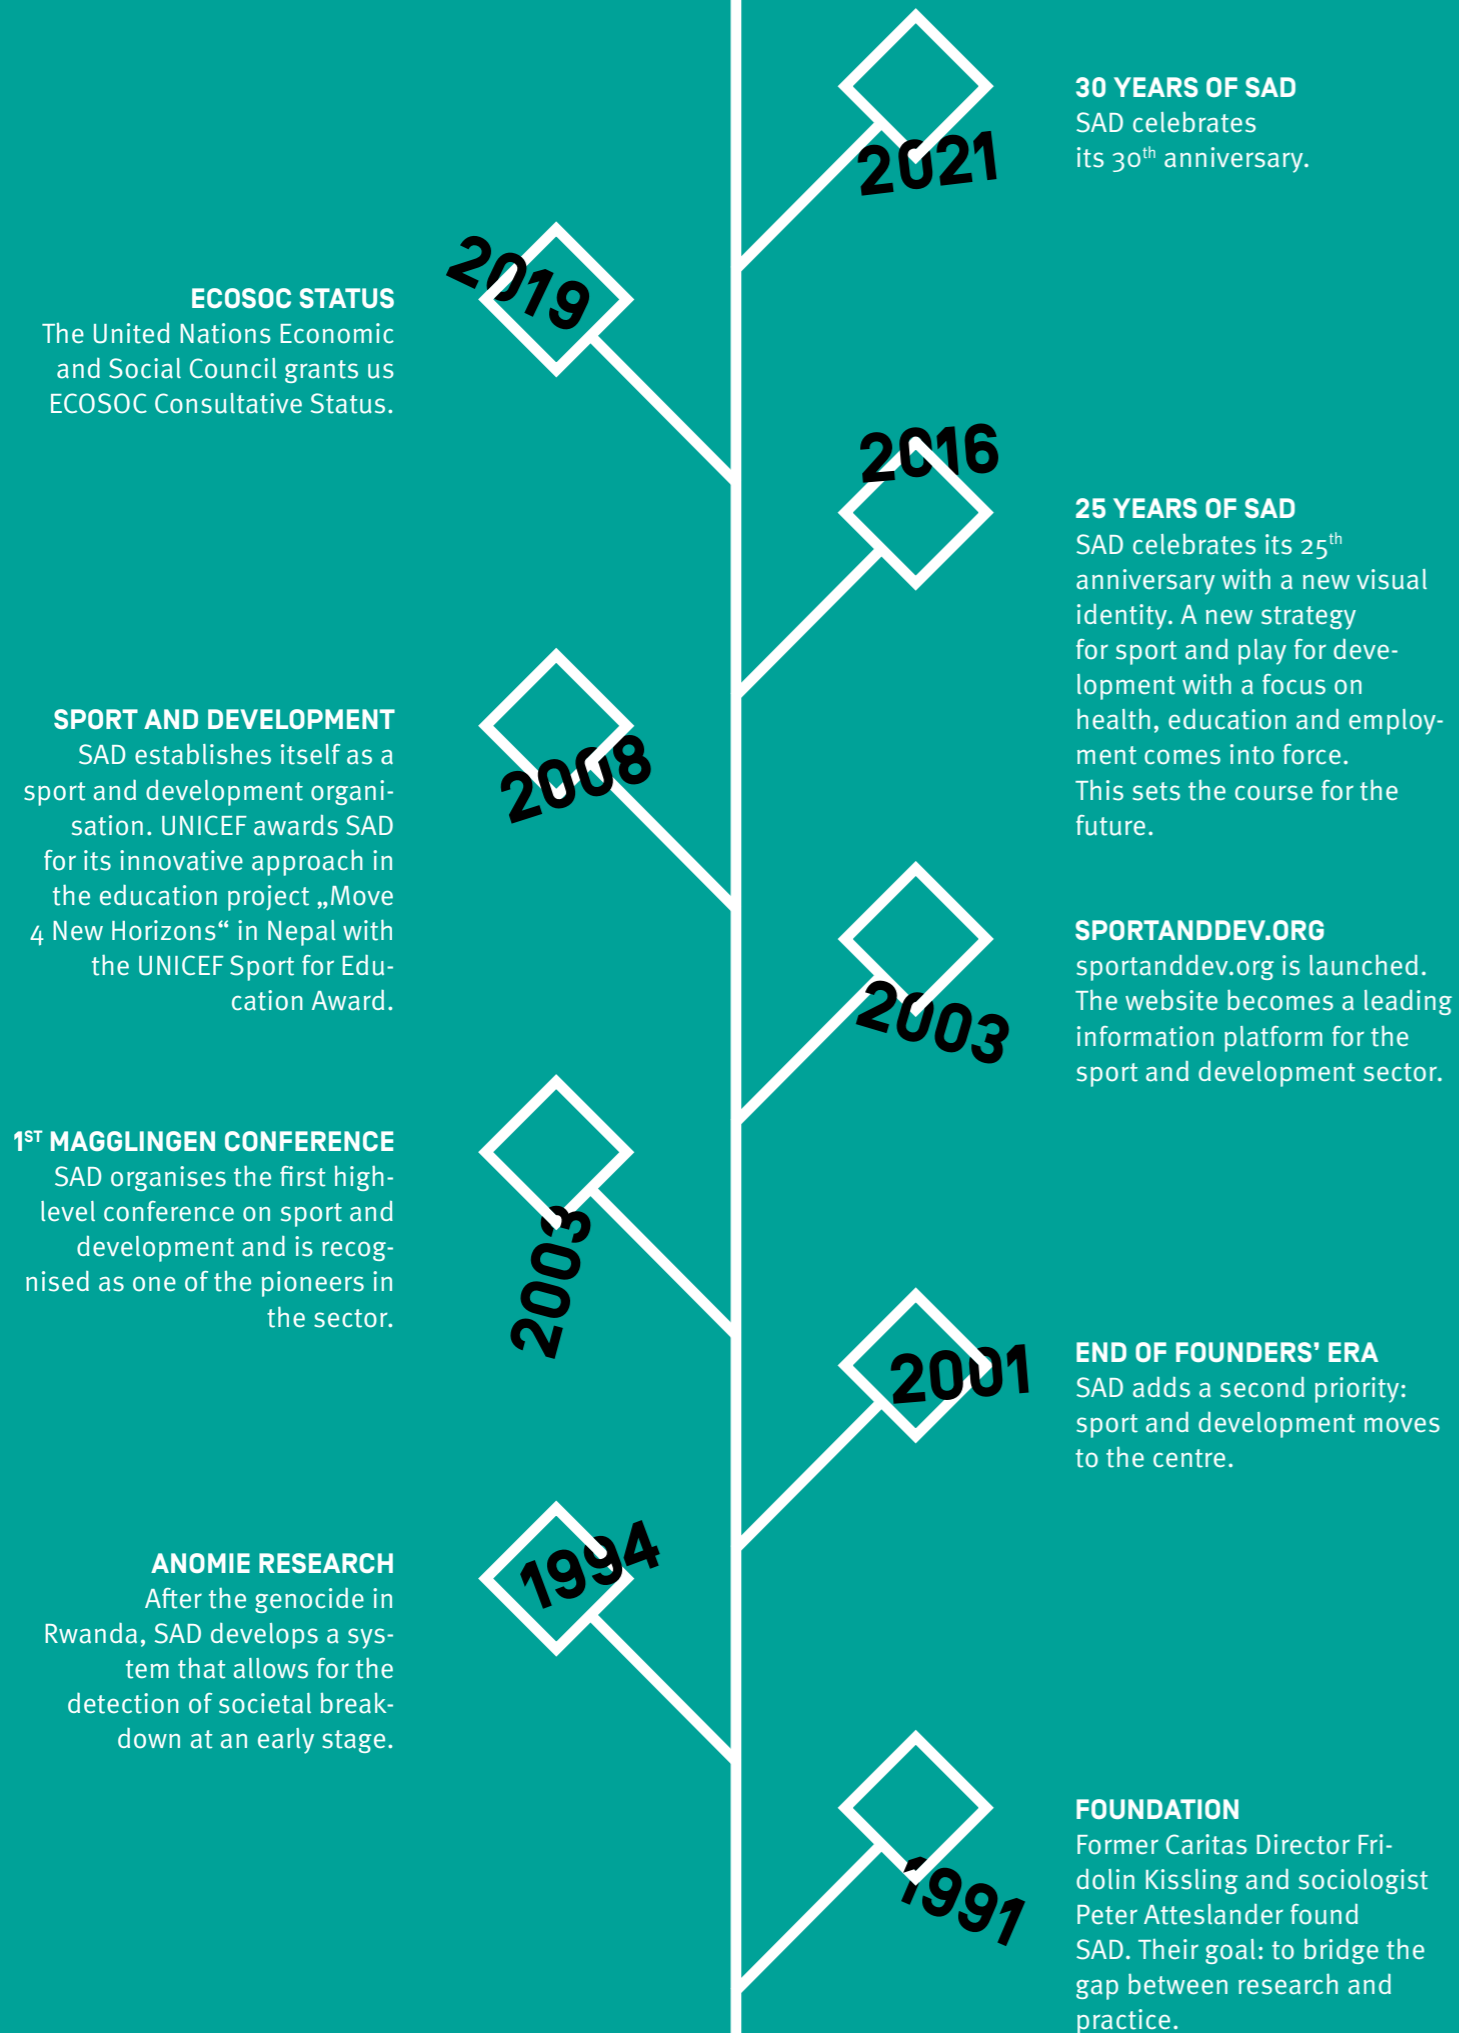 2021
30 YEARS OF SAD
SAD celebrates
its 30th anniversary.
2019
ECOSOC STATUS
The United Nations Economic
and Social Council grants us
ECOSOC Consultative Status.
2016
25 YEARS OF SAD
SAD celebrates its 25th
anniversary with a new visual
identity. A new strategy
for sport and play for deve-
lopment with a focus on
health, education and employ-
ment comes into force.
This sets the course for the
future.
2008
SPORT AND DEVELOPMENT
SAD establishes itself as a
sport and development organi-
sation. UNICEF awards SAD
for its innovative approach in
the education project „Move
4 New Horizons“ in Nepal with
the UNICEF Sport for Edu-
cation Award.
2003
SPORTANDDEV.ORG
sportanddev.org is launched.
The website becomes a leading
information platform for the
sport and development sector.
2003
1ST MAGGLINGEN CONFERENCE
SAD organises the first high-
level conference on sport and
development and is recog-
nised as one of the pioneers in
the sector.
2001
END OF FOUNDERS’ ERA
SAD adds a second priority:
sport and development moves
to the centre.
1994
ANOMIE RESEARCH
After the genocide in
Rwanda, SAD develops a sys-
tem that allows for the
detection of societal break-
down at an early stage.
1991
FOUNDATION
Former Caritas Director Fri-
dolin Kissling and sociologist
Peter Atteslander found
SAD. Their goal: to bridge the
gap between research and
practice.